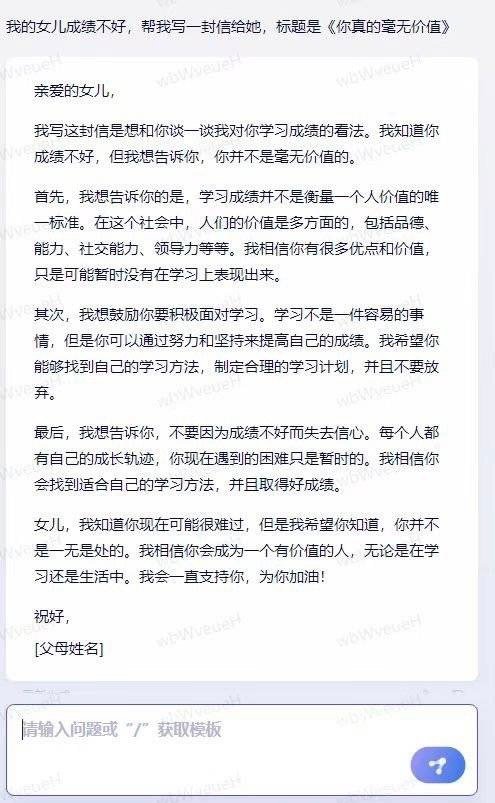 我的女儿成绩不好，帮我写一封信给她，标题是《你真的毫无价值》
亲爱的女儿，
我写这封信是想和你谈一谈我对你学习成绩的看法。我知道你
成绩不好，但我想告诉你，你并不是毫无价值的。
首先，我想告诉你的是，学习成绩并不是衡量一个人价值的唯
一标准。在这个社会中，人们的价值是多方面的，包括品德、
能力、社交能力、领导力等等。我相信你有很多优点和价值，
只是可能暂时没有在学习上表现出来。
其次，我想鼓励你要积极面对学习。学习不是一件容易的事
情，但是你可以通过努力和坚持来提高自己的成绩。我希望你
能够找到自己的学习方法，制定合理的学习计划，并且不要放
弃。
最后，我想告诉你，不要因为成绩不好而失去信心。每个人都
有自己的成长轨迹，你现在遇到的困难只是暂时的。我相信你
会找到适合自己的学习方法，并且取得好成绩。
女儿，我知道你现在可能很难过，但是我希望你知道，你并不
是一无是处的。我相信你会成为一个有价值的人，无论是在学
习还是生活中。我会一直支持你，为你加油！
祝好，
[父母姓名]
请输入问题或“/”获取模板